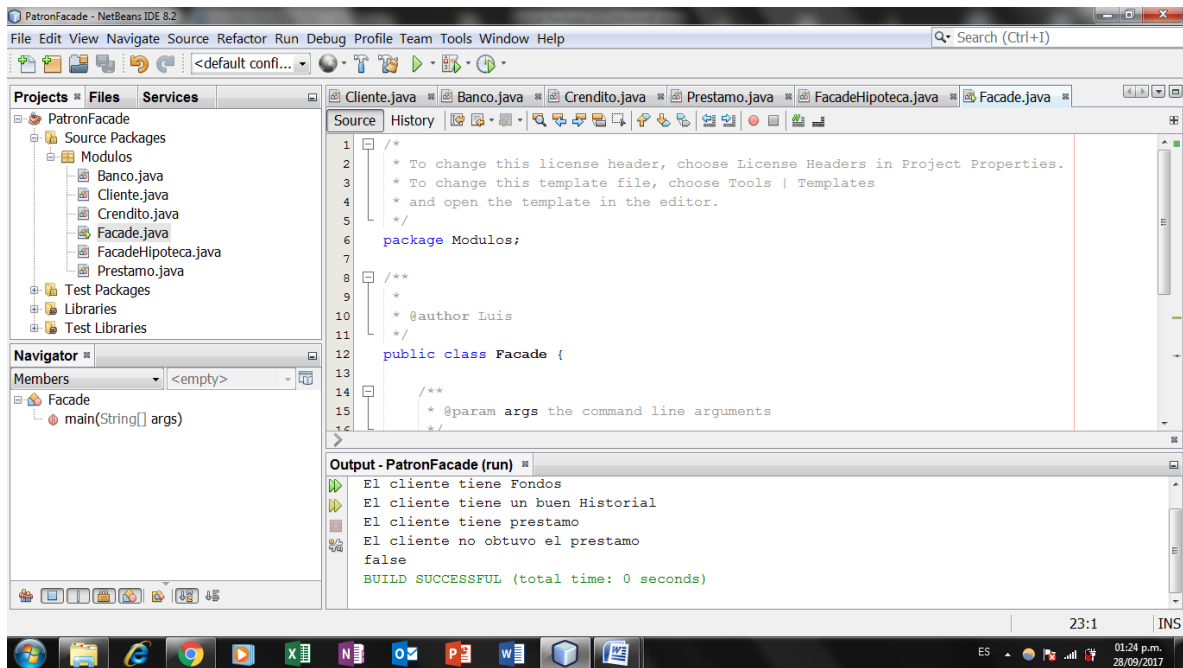 PatronFacade - NetBeans IDE 8.2
File Edit View Navigate Source Refactor Run Debug Profile Team Tools Window Help
Search (Ctrl+I)
<default confi...
Projects Files Services
PatronFacade
Source Packages
Modulos
Banco.java
Cliente.java
Crendito.java
Facade.java
FacadeHipoteca.java
Prestamo.java
Test Packages
Libraries
Test Libraries
Navigator
Members <empty>
Facade
main(String[] args)
Cliente.java Banco.java Crendito.java Prestamo.java FacadeHipoteca.java Facade.java
Source History
1 /*
2 * To change this license header, choose License Headers in Project Properties.
3 * To change this template file, choose Tools | Templates
4 * and open the template in the editor.
5 */
6 package Modulos;
7
8 /**
9 *
10 * @author Luis
11 */
12 public class Facade {
13
14 /**
15 * @param args the command line arguments
16 */
Output - PatronFacade (run)
El cliente tiene Fondos
El cliente tiene un buen Historial
El cliente tiene prestamo
El cliente no obtuvo el prestamo
false
BUILD SUCCESSFUL (total time: 0 seconds)
23:1 INS
ES
01:24 p.m.
28/09/2017